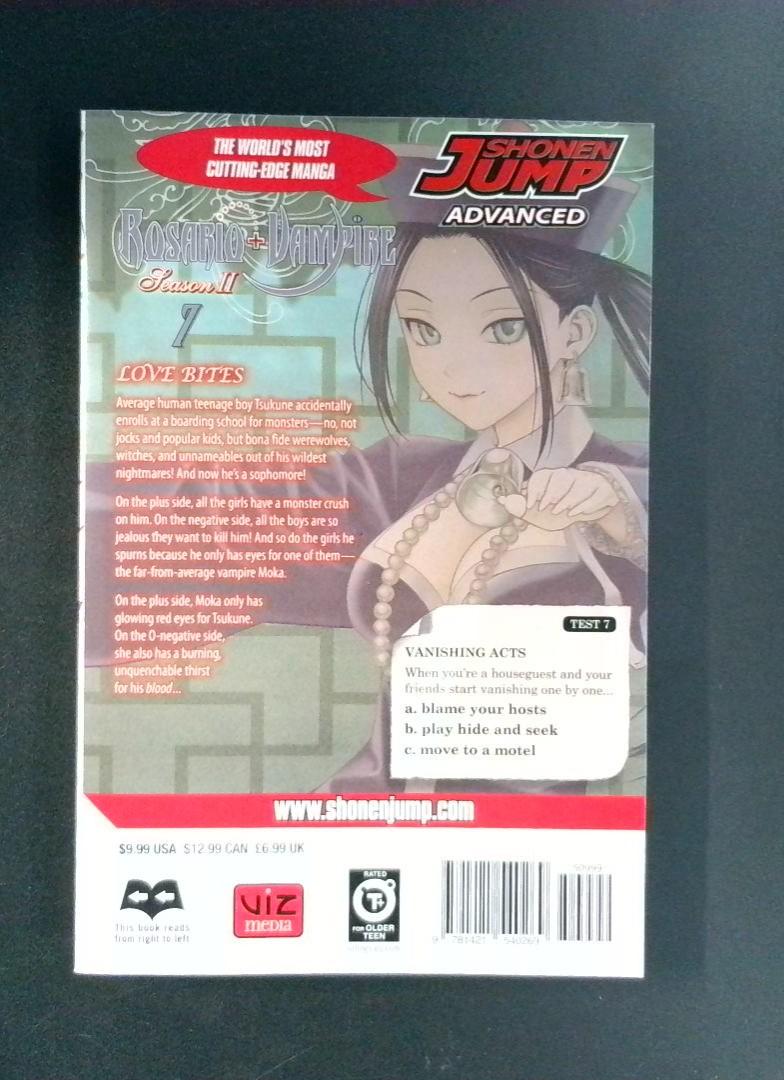 THE WORLD'S MOST
CUTTING-EDGE MANGA
SHONEN
JUMP
ADVANCED
ROSARIO+VAMPIRE
Season II
7
LOVE BITES
Average human teenage boy Tsukune accidentally
enrolls at a boarding school for monsters—no, not
jocks and popular kids, but bona fide werewolves,
witches, and unnameables out of his wildest
nightmares! And now he's a sophomore!
On the plus side, all the girls have a monster crush
on him. On the negative side, all the boys are so
jealous they want to kill him! And so do the girls he
spurns because he only has eyes for one of them—
the far-from-average vampire Moka.
On the plus side, Moka only has
glowing red eyes for Tsukune.
On the O-negative side,
she also has a burning,
unquenchable thirst
for his blood...
TEST 7
VANISHING ACTS
When you're a houseguest and your
friends start vanishing one by one...
a. blame your hosts
b. play hide and seek
c. move to a motel
www.shonenjump.com
$9.99 USA $12.99 CAN £6.99 UK
This book reads
from right to left
VIZ
media
RATED
T+
FOR OLDER
TEEN
50999
9 781421 540269